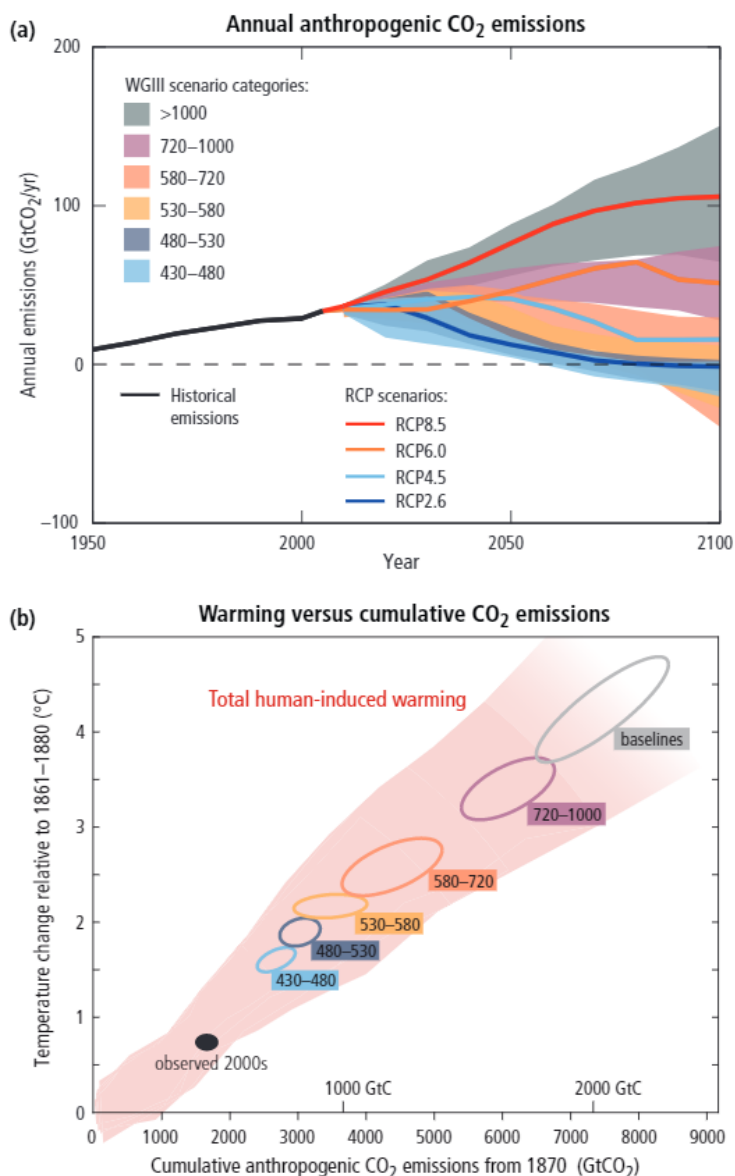 (a)
Annual anthropogenic CO2 emissions
200
WGIII scenario categories:
>1000
720–1000
580–720
530–580
480–530
430–480
100
0
Annual emissions (GtCO2/yr)
Historical
emissions
RCP scenarios:
RCP8.5
RCP6.0
RCP4.5
RCP2.6
–100
1950
2000
2050
2100
Year
(b)
Warming versus cumulative CO2 emissions
5
4
3
2
1
0
Temperature change relative to 1861–1880 (°C)
Total human-induced warming
baselines
720–1000
580–720
530–580
480–530
430–480
observed 2000s
1000 GtC
2000 GtC
0
1000
2000
3000
4000
5000
6000
7000
8000
9000
Cumulative anthropogenic CO2 emissions from 1870 (GtCO2)